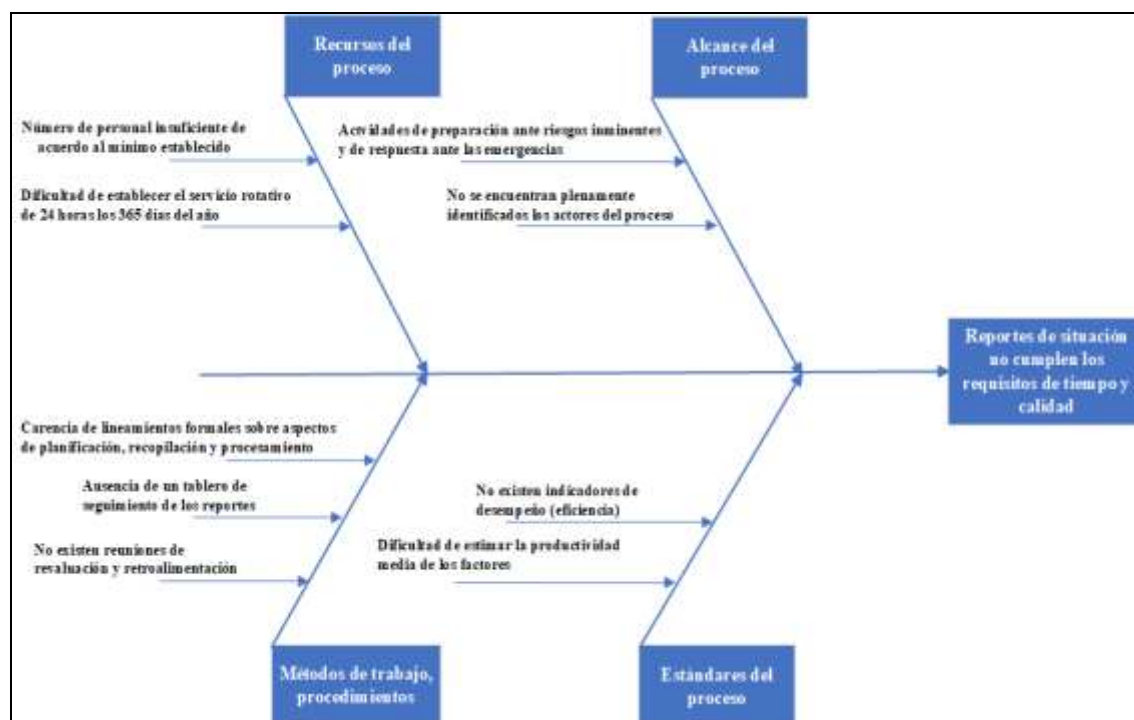 Recursos del
proceso
Alcance del
proceso
Número de personal insuficiente de
acuerdo al mínimo establecido
Actvidades de preparación ante riesgos inminentes
y de respuesta ante las emergencias
Dificultad de establecer el servicio rotativo
de 24 horas los 365 días del año
No se encuentran plenamente
identificados los actores del proceso
Reportes de situación
no cumplen los
requisitos de tiempo y
calidad
Carencia de lineamientos formales sobre aspectos
de planificación, recopilación y procesamiento
Ausencia de un tablero de
seguimiento de los reportes
No existen indicadores de
desempeño (eficiencia)
No existen reuniones de
revaluación y retroalimentación
Dificultad de estimar la productividad
media de los factores
Métodos de trabajo,
procedimientos
Estándares del
proceso